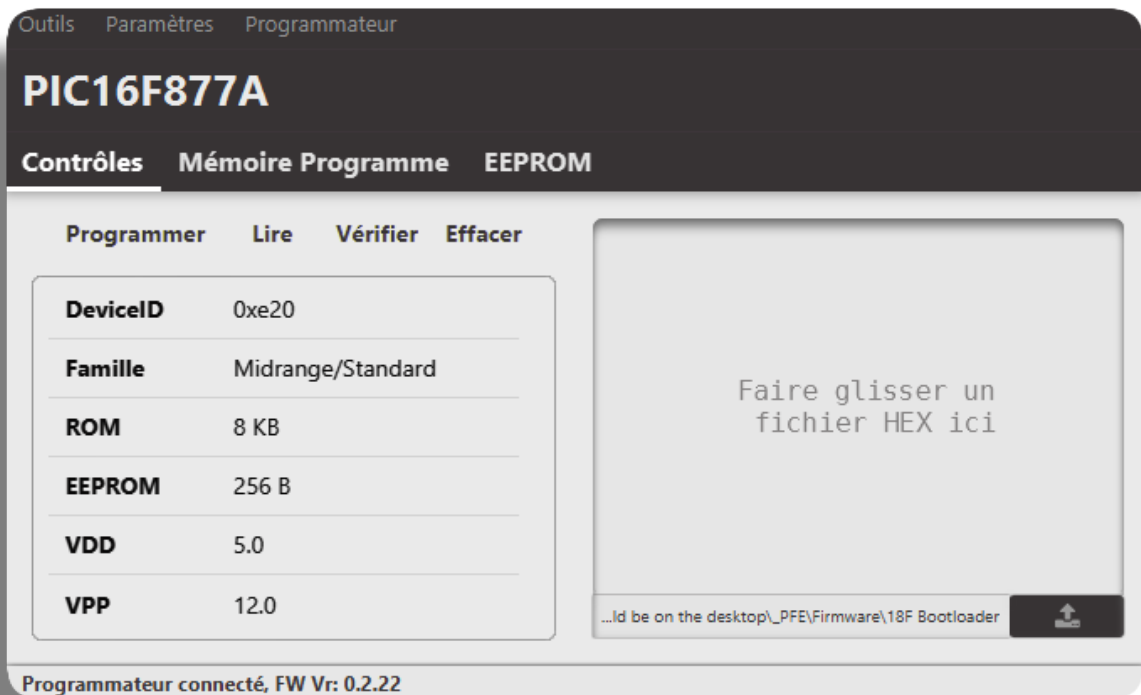 Outils Paramètres Programmateur
PIC16F877A
Contrôles Mémoire Programme EEPROM
Programmer Lire Vérifier Effacer
DeviceID 0xe20
Famille Midrange/Standard
ROM 8 KB
EEPROM 256 B
VDD 5.0
VPP 12.0
Faire glisser un
fichier HEX ici
...ld be on the desktop\_PFE\Firmware\18F Bootloader
Programmateur connecté, FW Vr: 0.2.22